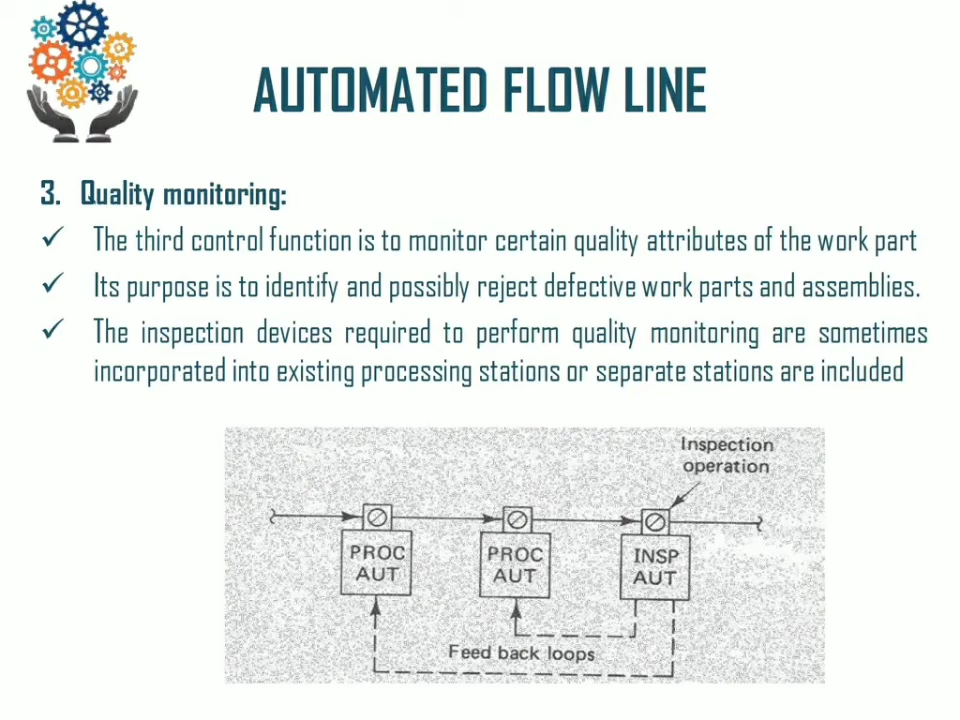 AUTOMATED FLOW LINE
3. Quality monitoring:
✓ The third control function is to monitor certain quality attributes of the work part
✓ Its purpose is to identify and possibly reject defective work parts and assemblies.
✓ The inspection devices required to perform quality monitoring are sometimes
incorporated into existing processing stations or separate stations are included
Inspection
operation
PROC
AUT
PROC
AUT
INSP
AUT
Feed back loops